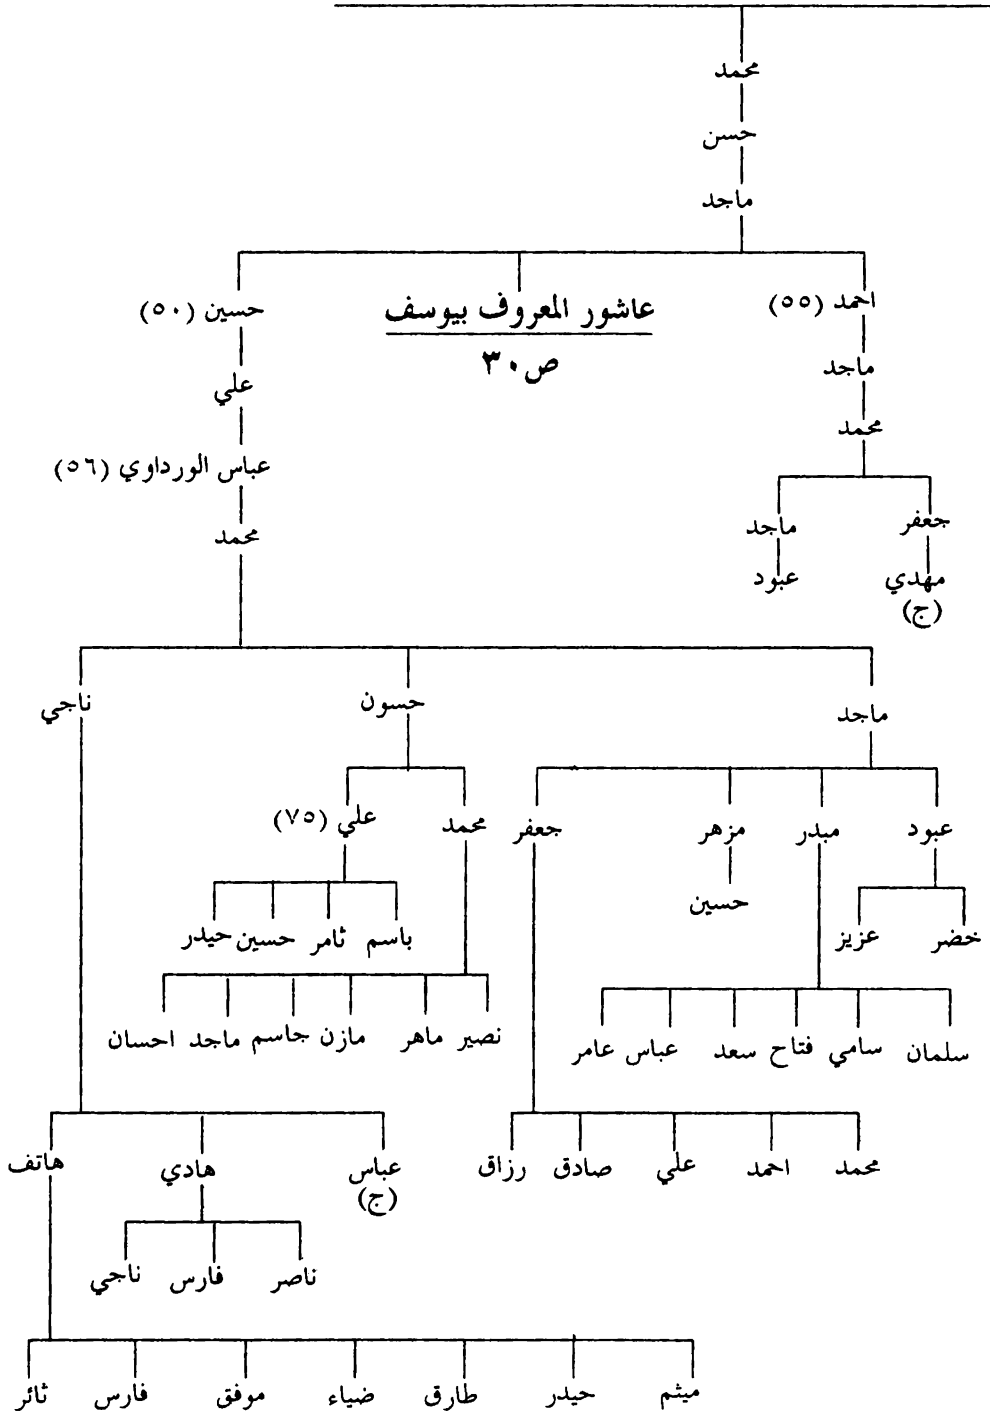 محمد
حسن
ماجد
احمد (٥٥)
عاشور المعروف بيوسف
ص٣٠
حسين (٥٠)
ماجد
علي
محمد
عباس الورداوي (٥٦)
جعفر
ماجد
محمد
مهدي
عبود
(ج)
ماجد
حسون
ناجي
عبود
مبدر
مزهر
جعفر
محمد
علي (٧٥)
خضر
عزيز
حسين
باسم
ثامر
حسين
حيدر
سلمان
سامي
فتاح
سعد
عباس
عامر
نصير
ماهر
مازن
جاسم
ماجد
احسان
محمد
احمد
علي
صادق
رزاق
عباس
(ج)
هادي
هاتف
ناصر
فارس
ناجي
ميثم
حيدر
طارق
ضياء
موفق
فارس
ثائر